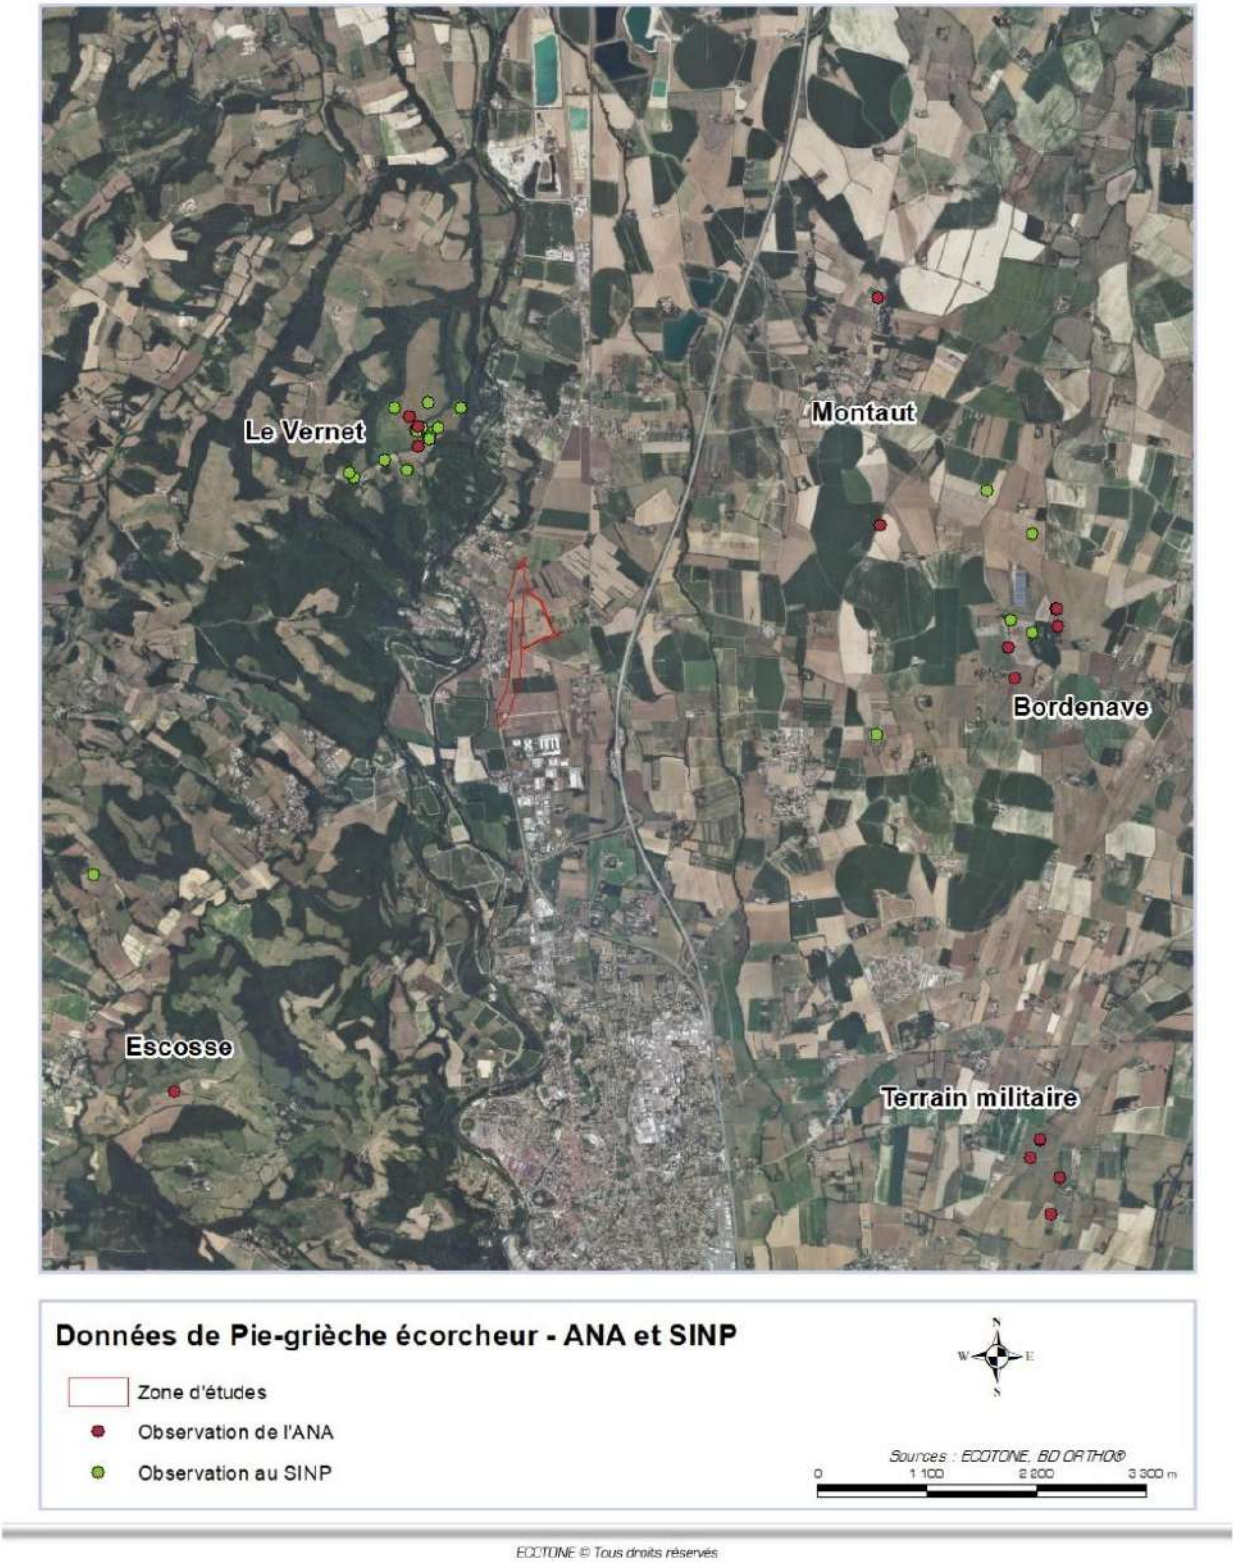 Montaut
Le Vernet
Bordenave
Escosse
Terrain militaire
Données de Pie-grièche écorcheur - ANA et SINP
Zone d'études
Observation de l'ANA
Observation au SINP
N
W E
S
Sources : ECOTONE, BD ORTHO®
0 1 100 2 200 3 300 m
ECOTONE © Tous droits réservés